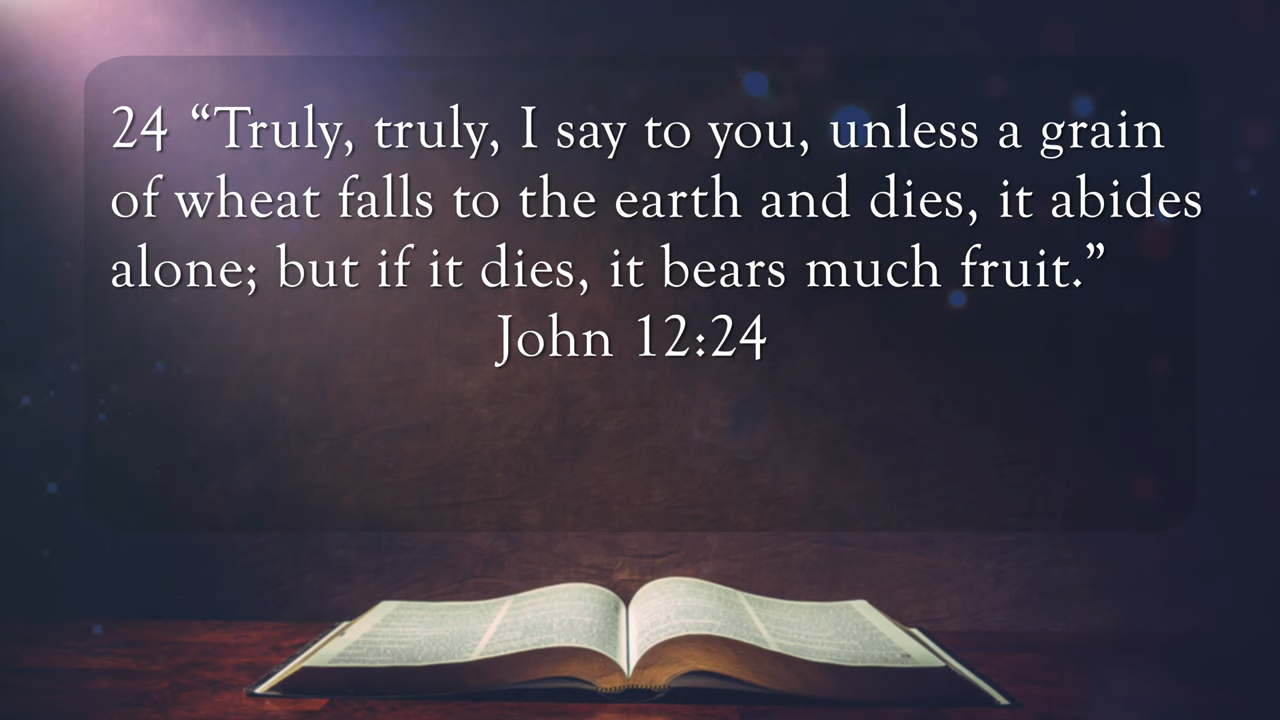 24 “Truly, truly, I say to you, unless a grain
of wheat falls to the earth and dies, it abides
alone; but if it dies, it bears much fruit.”
John 12:24